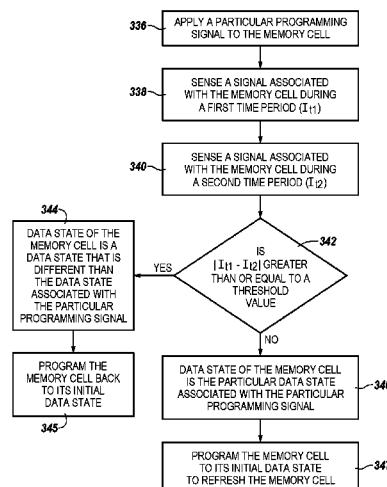 336
APPLY A PARTICULAR PROGRAMMING
SIGNAL TO THE MEMORY CELL
338
SENSE A SIGNAL ASSOCIATED
WITH THE MEMORY CELL DURING
A FIRST TIME PERIOD (It1)
340
SENSE A SIGNAL ASSOCIATED
WITH THE MEMORY CELL DURING
A SECOND TIME PERIOD (It2)
342
IS
|It1 - It2| GREATER
THAN OR EQUAL TO A
THRESHOLD
VALUE
YES
344
DATA STATE OF THE
MEMORY CELL IS A
DATA STATE THAT IS
DIFFERENT THAN
THE DATA STATE
ASSOCIATED WITH
THE PARTICULAR
PROGRAMMING SIGNAL
PROGRAM THE
MEMORY CELL BACK
TO ITS INITIAL
DATA STATE
345
NO
DATA STATE OF THE MEMORY CELL
IS THE PARTICULAR DATA STATE
ASSOCIATED WITH THE PARTICULAR
PROGRAMMING SIGNAL
PROGRAM THE MEMORY CELL
TO ITS INITIAL DATA STATE
TO REFRESH THE MEMORY CELL